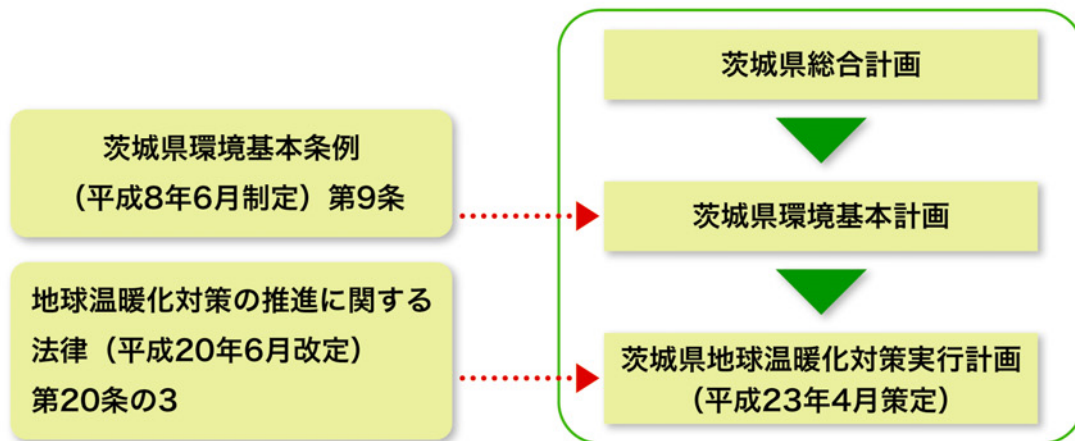 茨城県総合計画
茨城県環境基本条例
（平成8年6月制定）第9条
茨城県環境基本計画
地球温暖化対策の推進に関する
法律（平成20年6月改定）
第20条の3
茨城県地球温暖化対策実行計画
（平成23年4月策定）